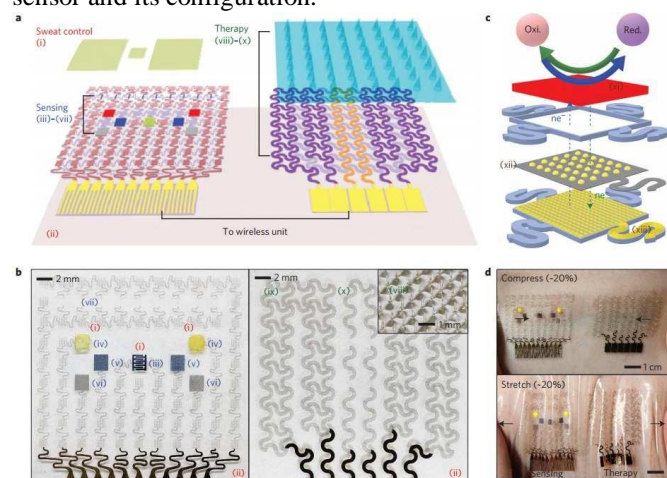 sensor and its configuration.
a
Sweat control
(i)
Therapy
(viii)-(x)
Sensing
(iii)-(vii)
(ii)
To wireless unit
c
Oxi.
Red.
(xi)
ne
(xii)
ne
(xiii)
b
2 mm
(vii)
(i)
(i)
(i)
(iv)
(iii)
(iv)
(v)
(v)
(vi)
(vi)
(ii)
2 mm
(ix)
(x)
(viii)
1 mm
(ii)
d
Compress (~20%)
1 cm
Stretch (~20%)
Sensing
Therapy